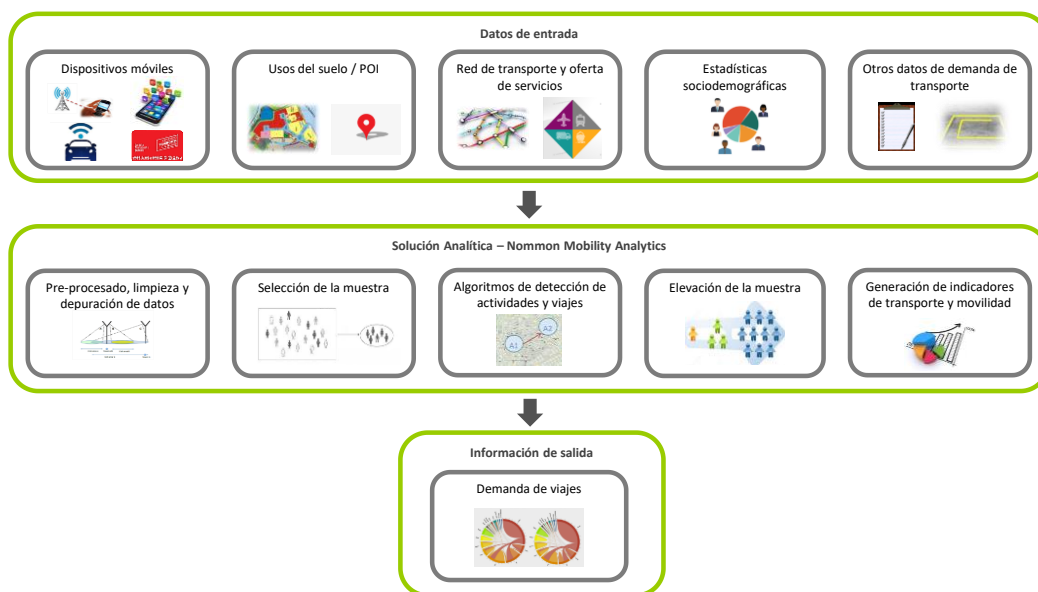 Datos de entrada
Dispositivos móviles
Usos del suelo / POI
Red de transporte y oferta
de servicios
Estadísticas
sociodemográficas
Otros datos de demanda de
transporte
Solución Analítica – Nommon Mobility Analytics
Pre-procesado, limpieza y
depuración de datos
Selección de la muestra
Algoritmos de detección de
actividades y viajes
A1
A2
Elevación de la muestra
Generación de indicadores
de transporte y movilidad
Información de salida
Demanda de viajes